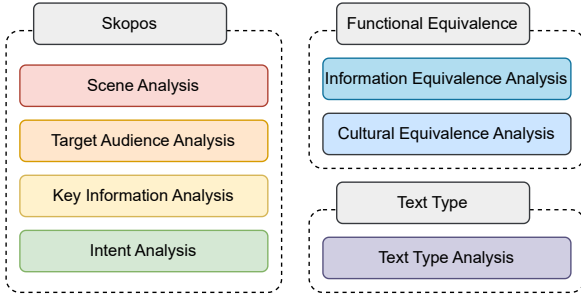 Skopos
Scene Analysis
Target Audience Analysis
Key Information Analysis
Intent Analysis
Functional Equivalence
Information Equivalence Analysis
Cultural Equivalence Analysis
Text Type
Text Type Analysis